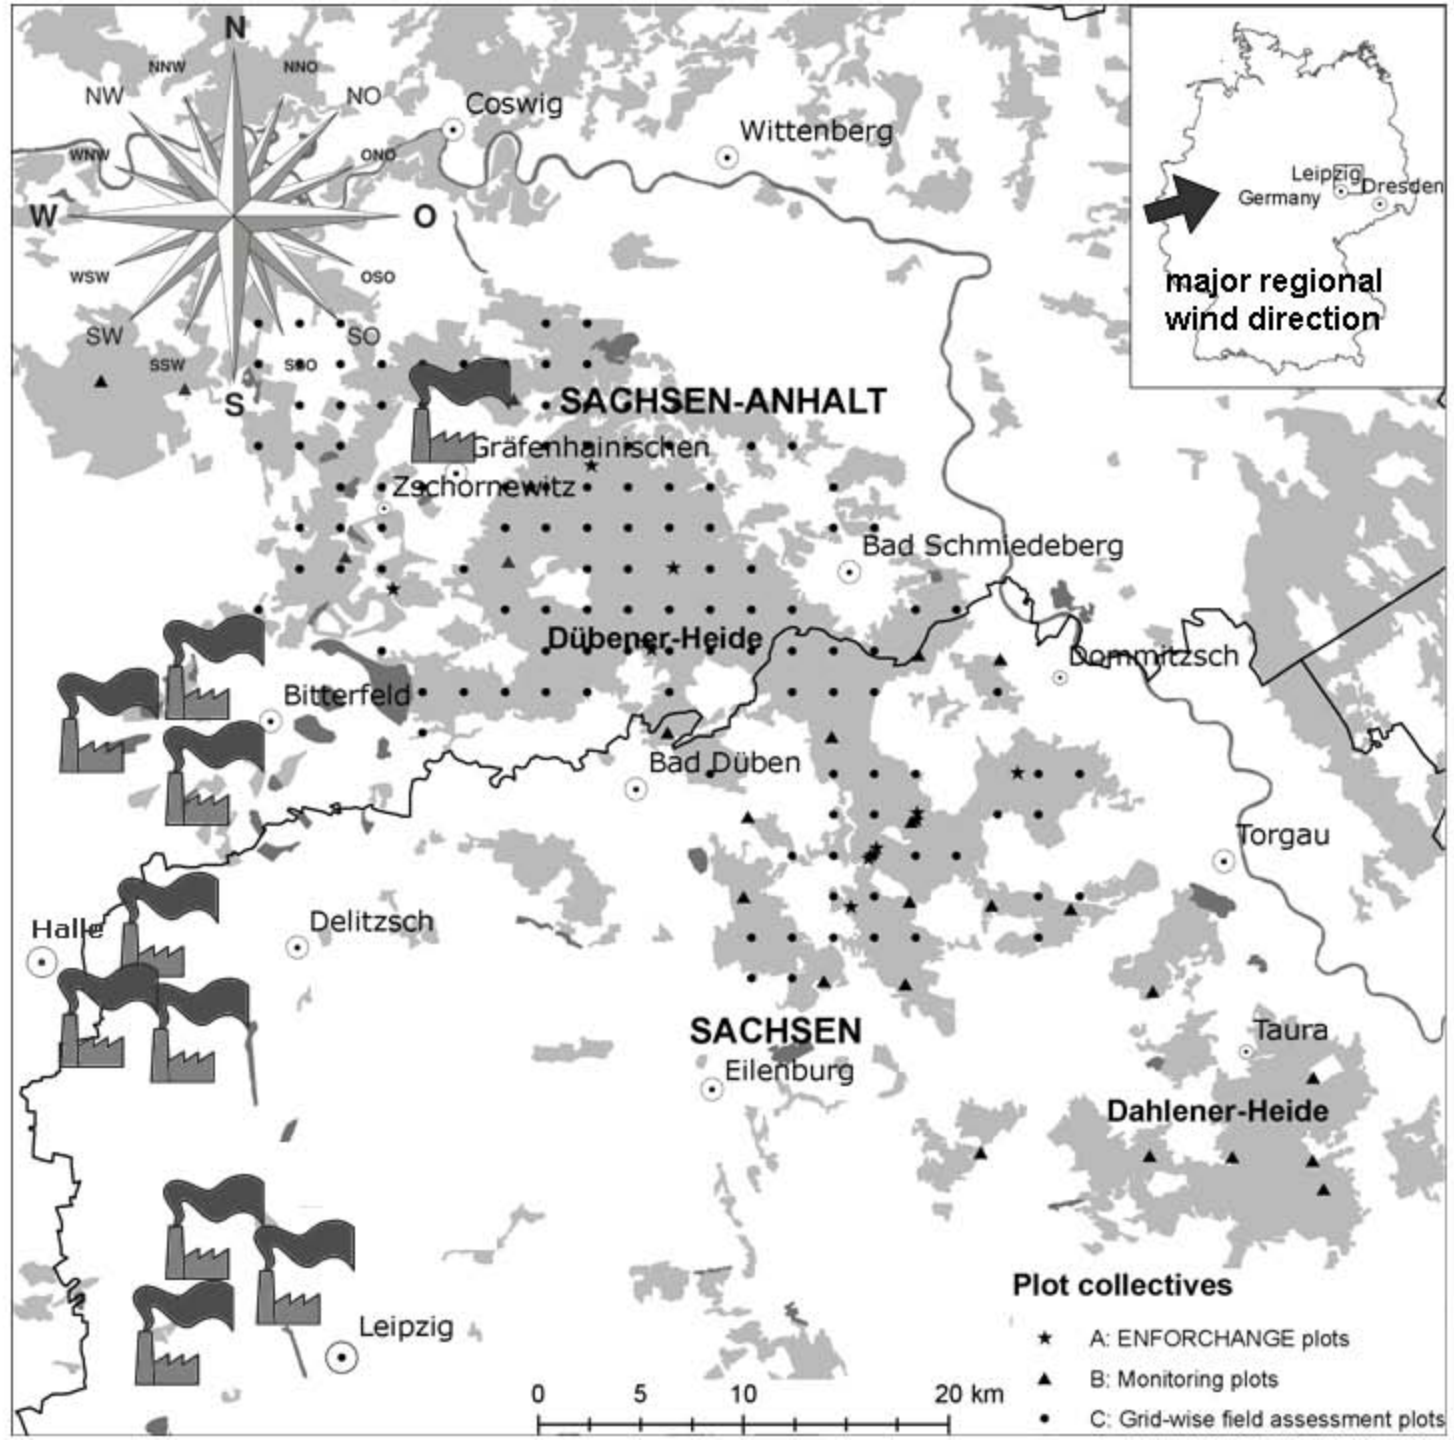 N
NNW
NNO
NW
NO
Coswig
Wittenberg
WNW
ONO
W
O
WSW
OSO
SW
SO
SSW
SSO
S
Leipzig
Dresden
Germany
major regional
wind direction
SACHSEN-ANHALT
Gräfenhainischen
Zschornewitz
Bad Schmiedeberg
Dübener-Heide
Dommitzsch
Bitterfeld
Bad Düben
Torgau
Halle
Delitzsch
SACHSEN
Eilenburg
Taura
Dahlener-Heide
Leipzig
Plot collectives
A: ENFORCHANGE plots
B: Monitoring plots
C: Grid-wise field assessment plots
0 5 10 20 km